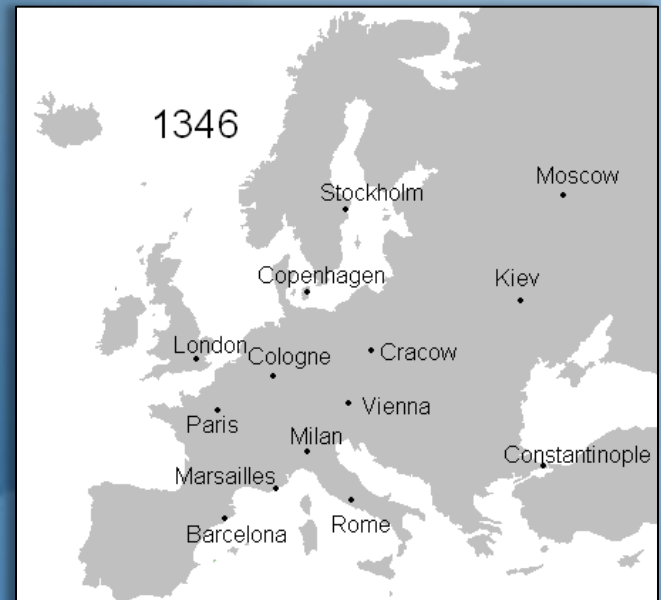 1346
Moscow
Stockholm
Copenhagen
Kiev
London
Cologne
Cracow
Vienna
Paris
Milan
Constantinople
Marsailles
Rome
Barcelona